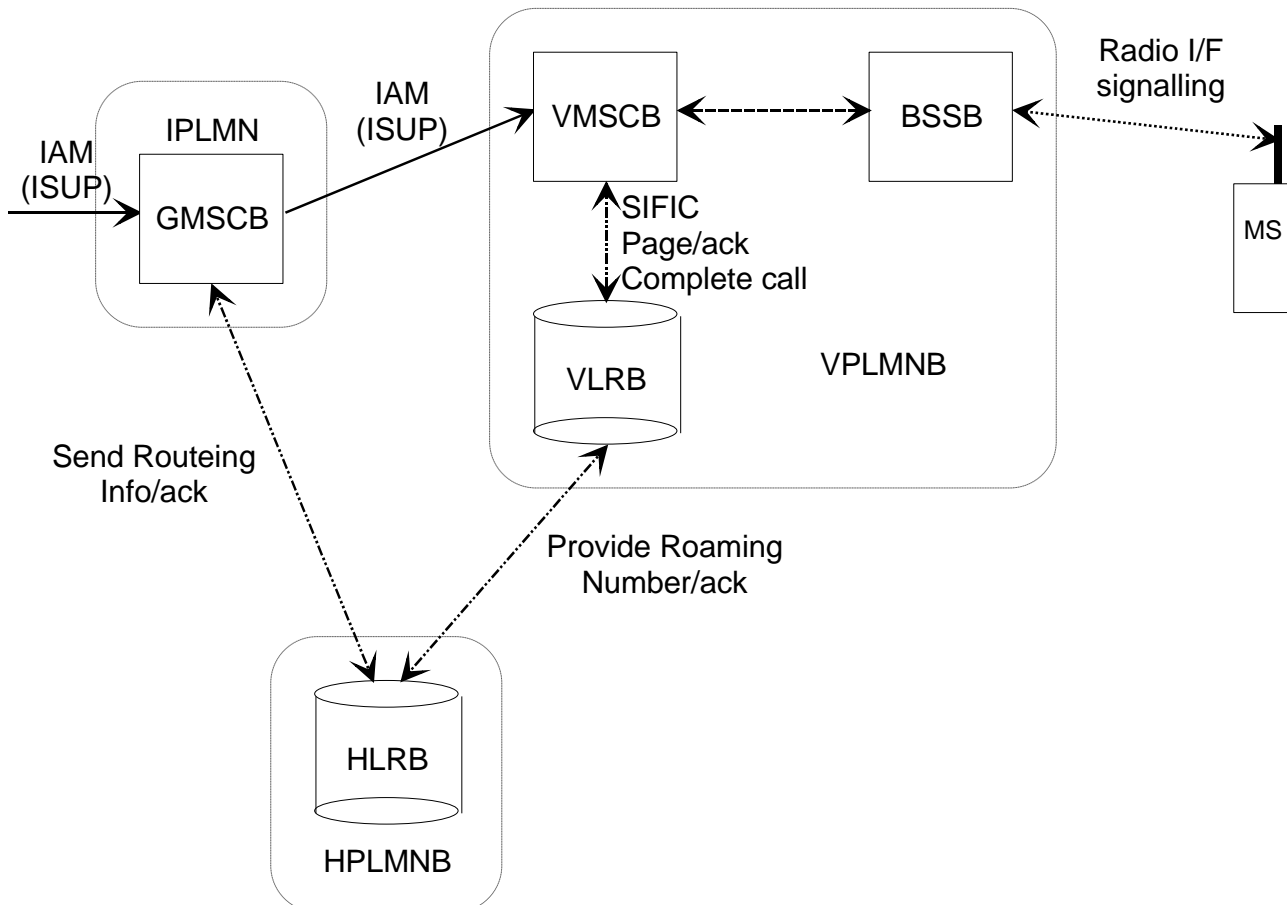 Radio I/F
signalling
IAM
(ISUP)
VMSCB
BSSB
IPLMN
IAM
(ISUP)
GMSCB
SIFIC
Page/ack
Complete call
MS
VLRB
VPLMNB
Send Routeing
Info/ack
Provide Roaming
Number/ack
HLRB
HPLMNB